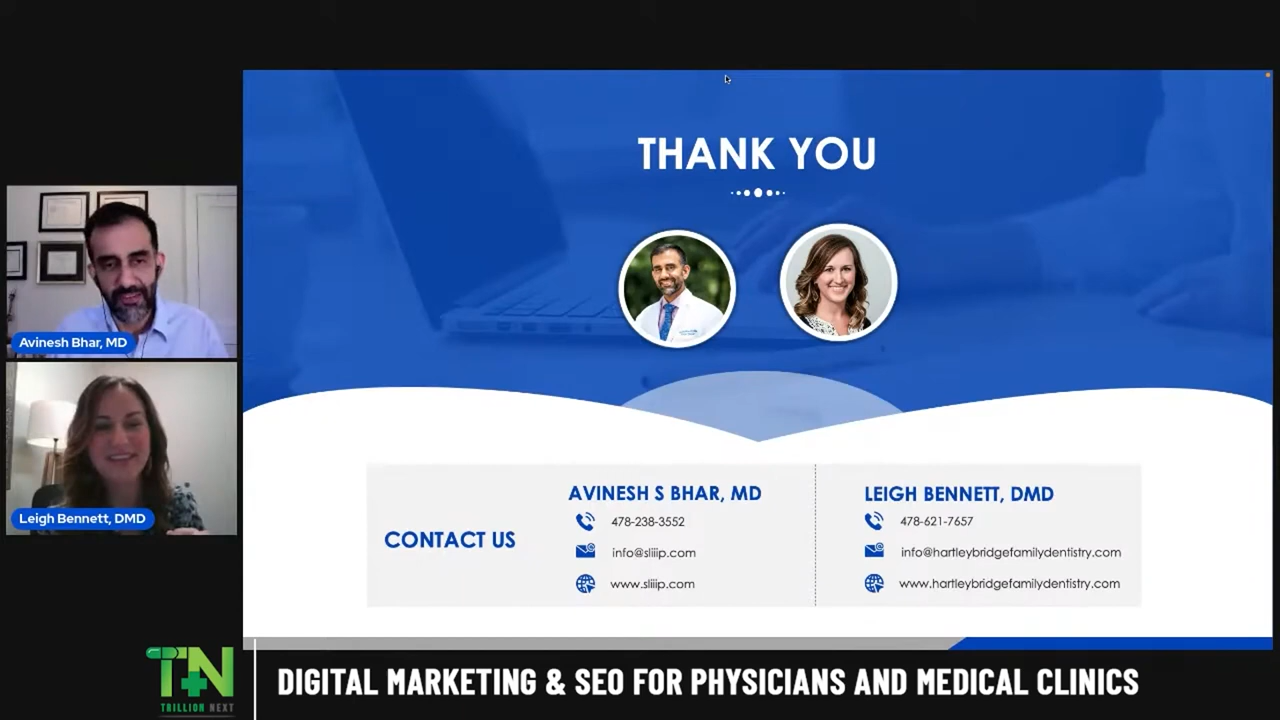 THANK YOU
Avinesh Bhar, MD
Leigh Bennett, DMD
CONTACT US
AVINESH S BHAR, MD
478-238-3552
info@sliiip.com
www.sliiip.com
LEIGH BENNETT, DMD
478-621-7657
info@hartleybridgefamilydentistry.com
www.hartleybridgefamilydentistry.com
TN
TRILLION NEXT
DIGITAL MARKETING & SEO FOR PHYSICIANS AND MEDICAL CLINICS